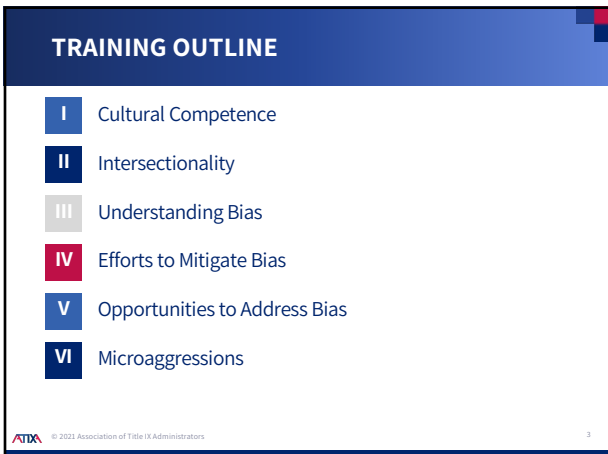 TRAINING OUTLINE
I Cultural Competence
II Intersectionality
III Understanding Bias
IV Efforts to Mitigate Bias
V Opportunities to Address Bias
VI Microaggressions
ATIXA © 2021 Association of Title IX Administrators 3